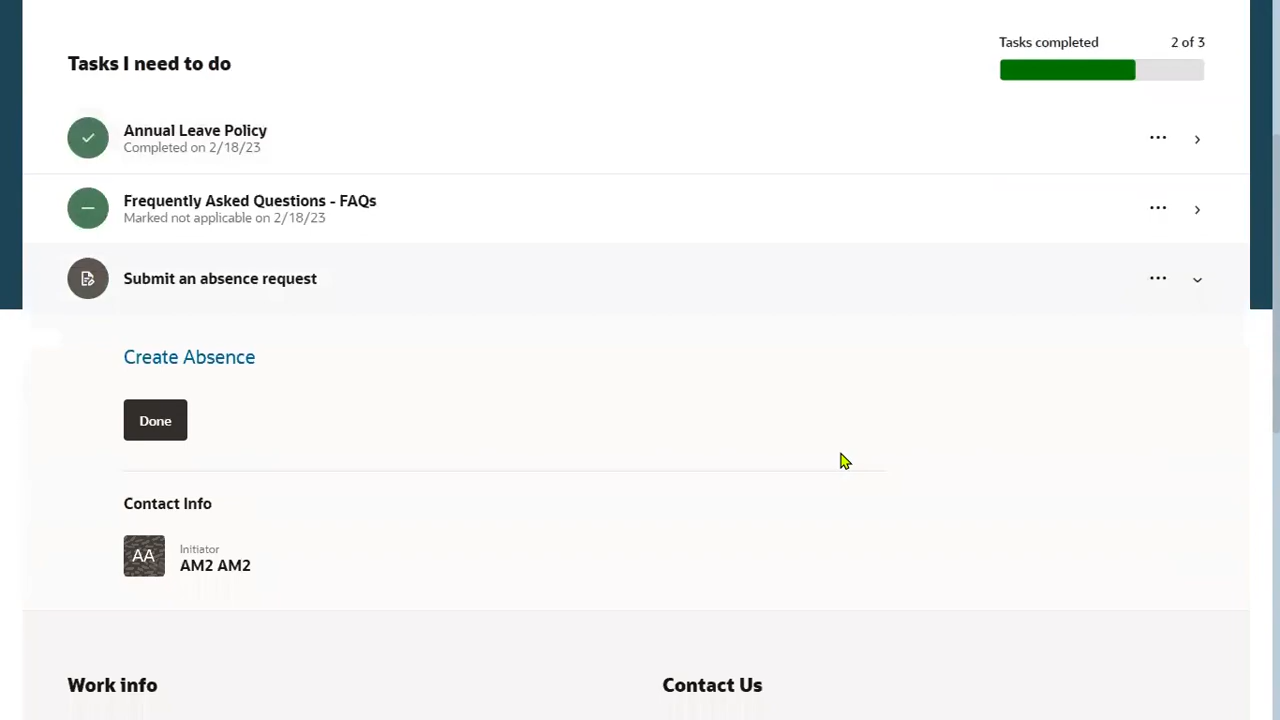 Tasks I need to do
Tasks completed 2 of 3
Annual Leave Policy
Completed on 2/18/23
Frequently Asked Questions - FAQs
Marked not applicable on 2/18/23
Submit an absence request
Create Absence
Done
Contact Info
AA
Initiator
AM2 AM2
Work info
Contact Us